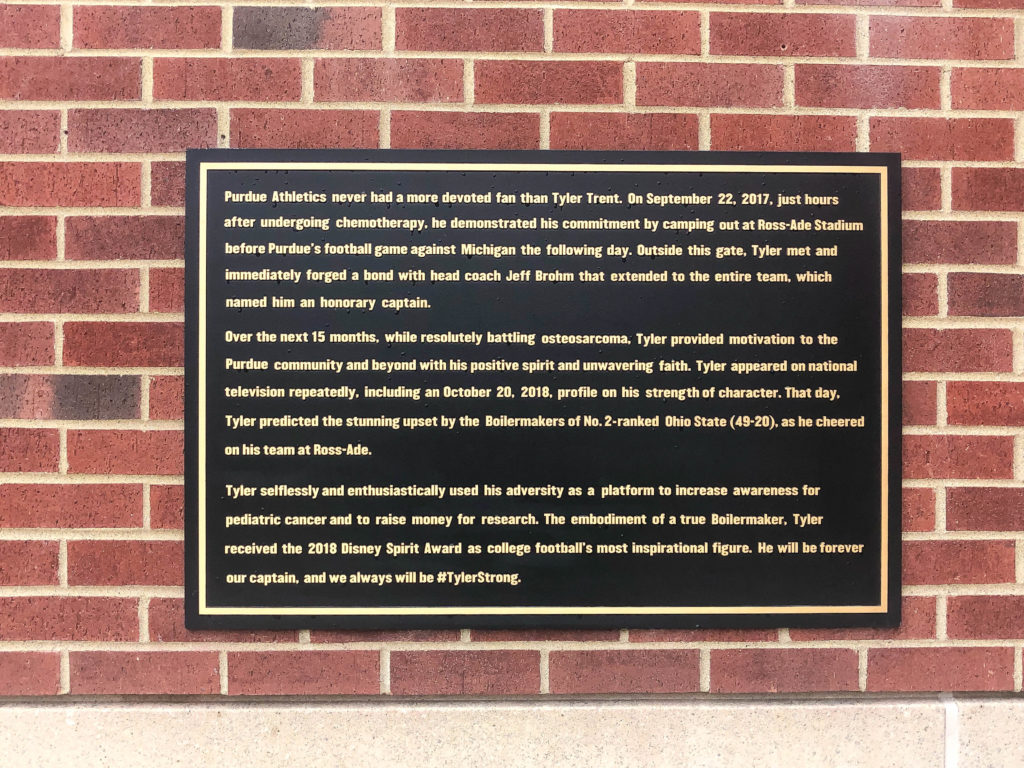 Purdue Athletics never had a more devoted fan than Tyler Trent. On September 22, 2017, just hours
after undergoing chemotherapy, he demonstrated his commitment by camping out at Ross-Ade Stadium
before Purdue's football game against Michigan the following day. Outside this gate, Tyler met and
immediately forged a bond with head coach Jeff Brohm that extended to the entire team, which
named him an honorary captain.
Over the next 15 months, while resolutely battling osteosarcoma, Tyler provided motivation to the
Purdue community and beyond with his positive spirit and unwavering faith. Tyler appeared on national
television repeatedly, including an October 20, 2018, profile on his strength of character. That day,
Tyler predicted the stunning upset by the Boilermakers of No. 2-ranked Ohio State (49-20), as he cheered
on his team at Ross-Ade.
Tyler selflessly and enthusiastically used his adversity as a platform to increase awareness for
pediatric cancer and to raise money for research. The embodiment of a true Boilermaker, Tyler
received the 2018 Disney Spirit Award as college football's most inspirational figure. He will be forever
our captain, and we always will be #TylerStrong.